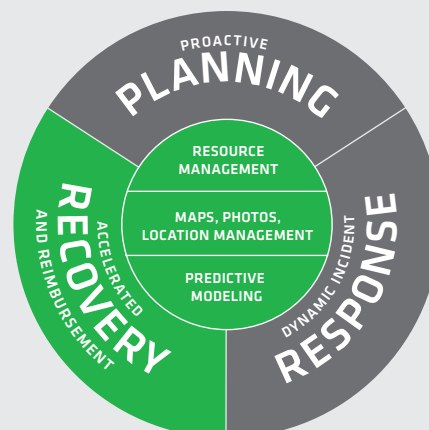 PROACTIVE
PLANNING
RESOURCE
MANAGEMENT
MAPS, PHOTOS,
LOCATION MANAGEMENT
PREDICTIVE
MODELING
ACCELERATED
RECOVERY
AND REIMBURSEMENT
DYNAMIC INCIDENT
RESPONSE